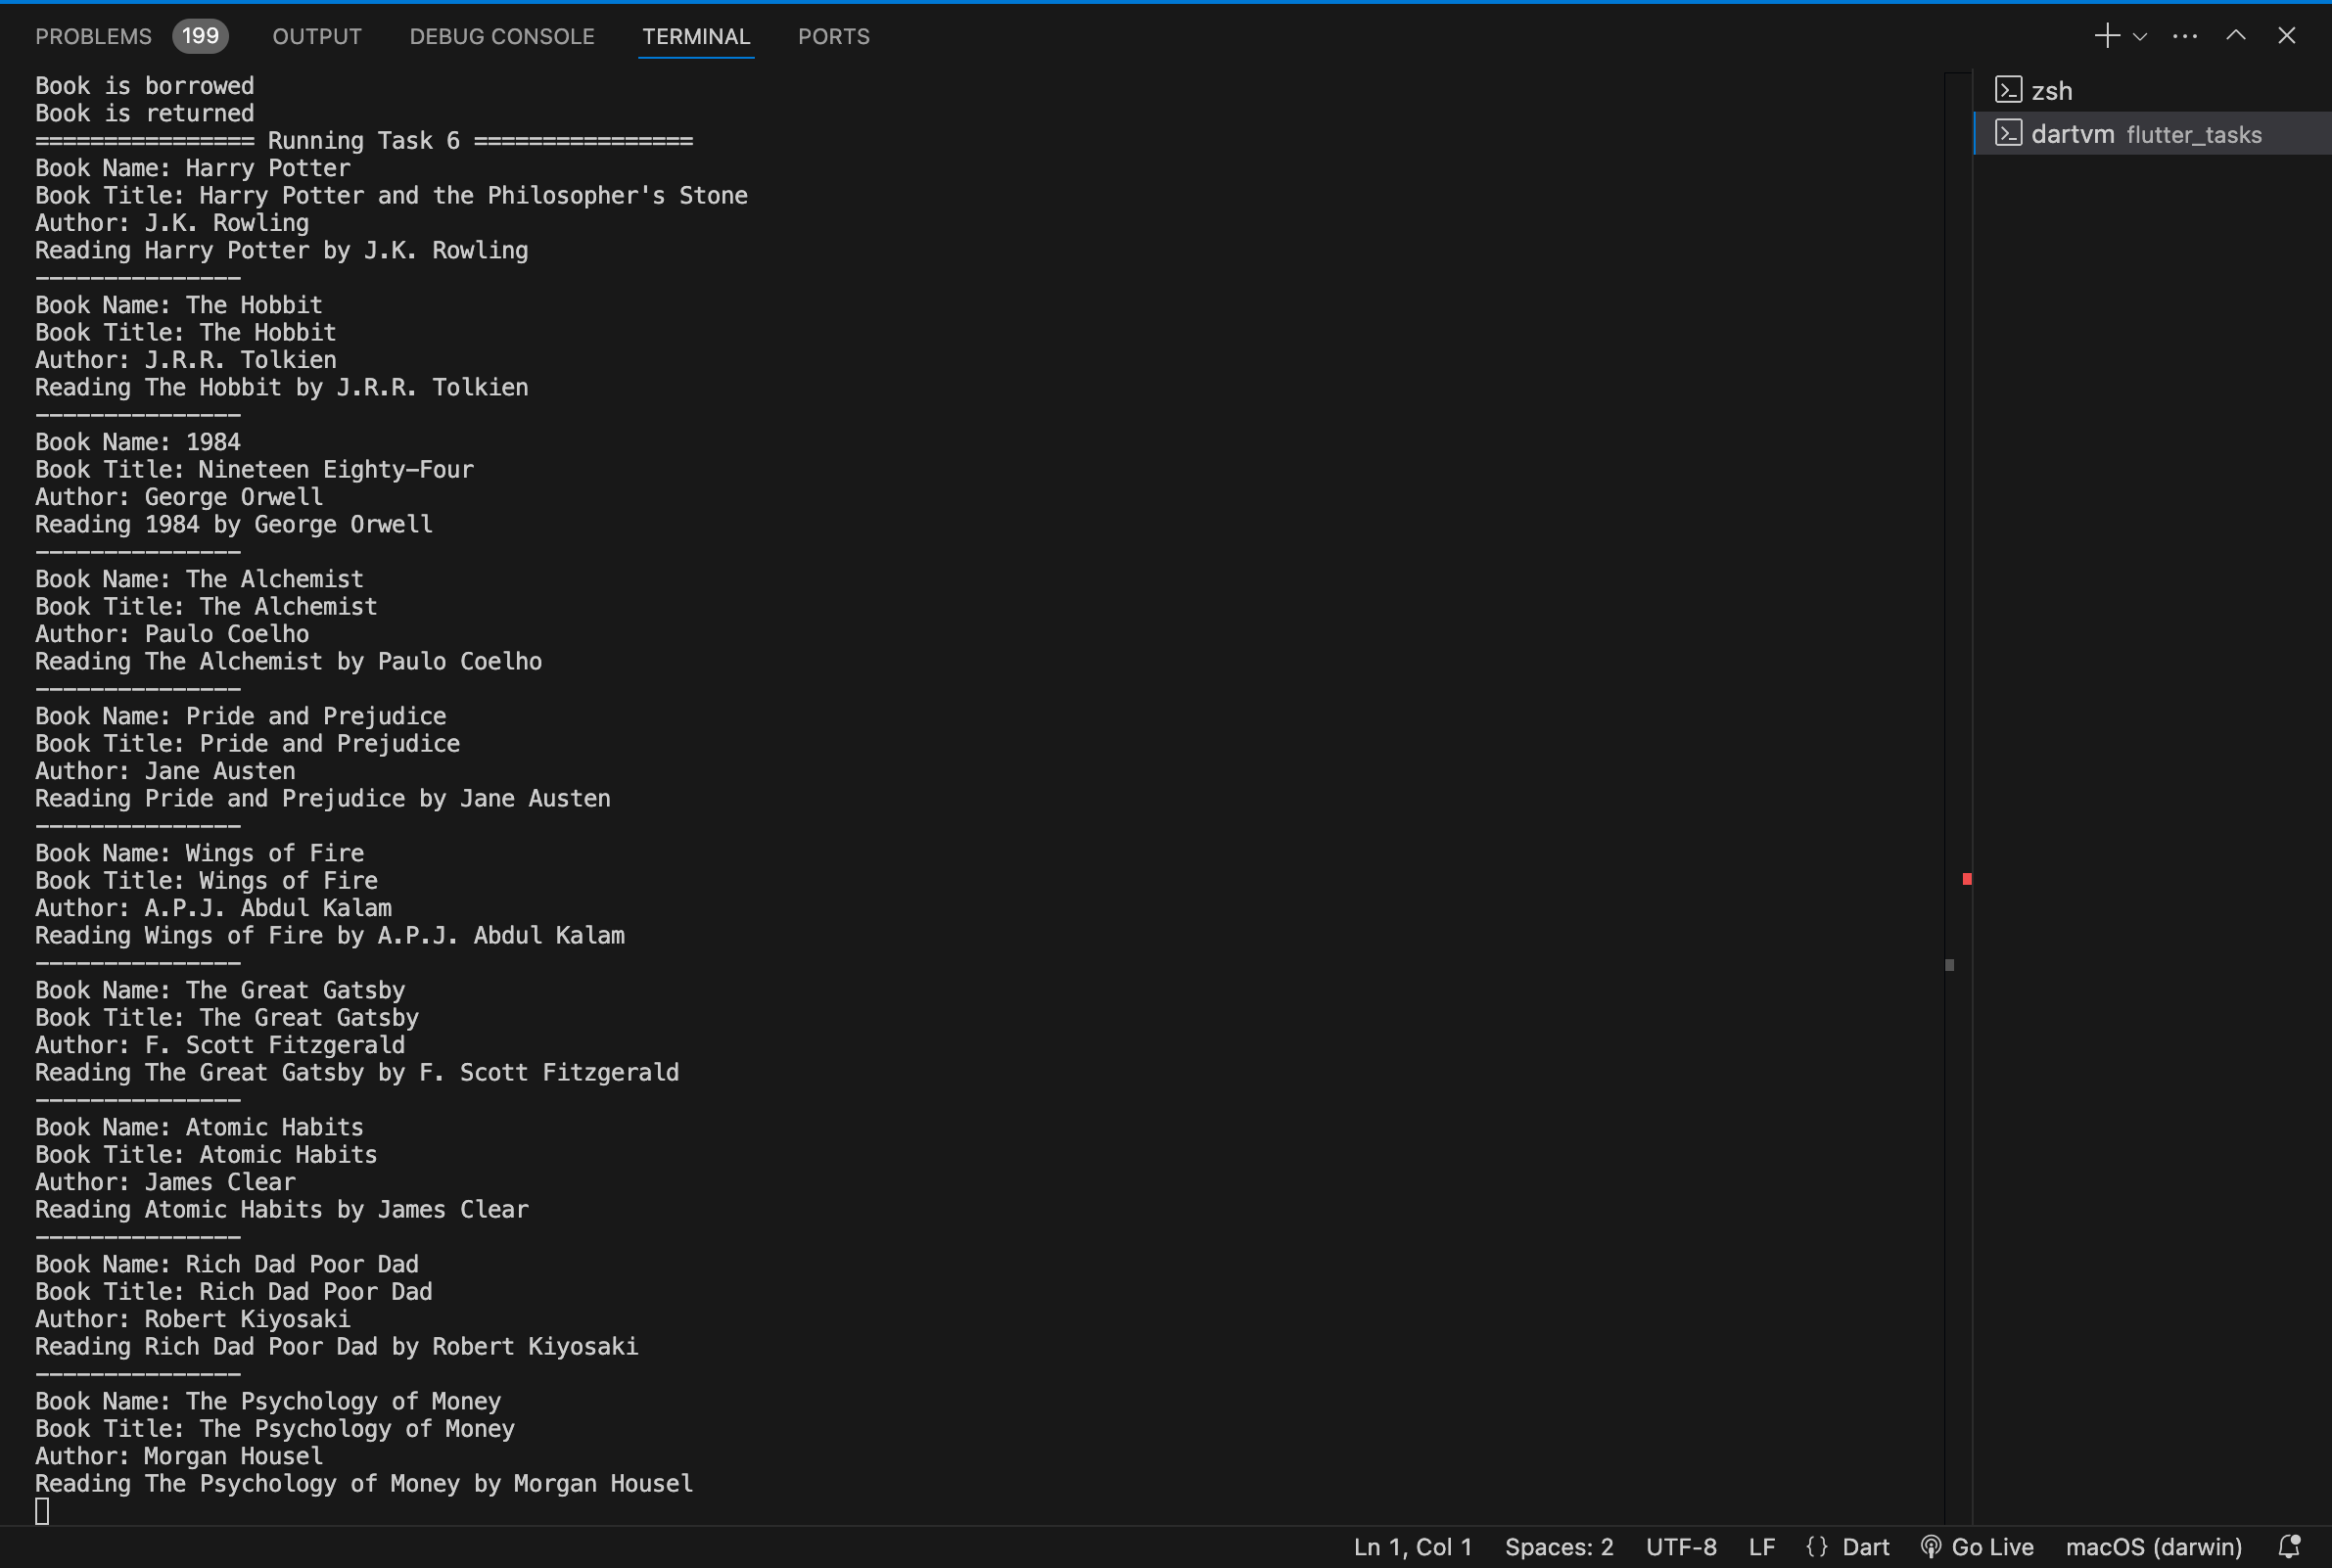 PROBLEMS 199 OUTPUT DEBUG CONSOLE TERMINAL PORTS
Book is borrowed
Book is returned
================ Running Task 6 ================
Book Name: Harry Potter
Book Title: Harry Potter and the Philosopher's Stone
Author: J.K. Rowling
Reading Harry Potter by J.K. Rowling
---------------
Book Name: The Hobbit
Book Title: The Hobbit
Author: J.R.R. Tolkien
Reading The Hobbit by J.R.R. Tolkien
---------------
Book Name: 1984
Book Title: Nineteen Eighty-Four
Author: George Orwell
Reading 1984 by George Orwell
---------------
Book Name: The Alchemist
Book Title: The Alchemist
Author: Paulo Coelho
Reading The Alchemist by Paulo Coelho
---------------
Book Name: Pride and Prejudice
Book Title: Pride and Prejudice
Author: Jane Austen
Reading Pride and Prejudice by Jane Austen
---------------
Book Name: Wings of Fire
Book Title: Wings of Fire
Author: A.P.J. Abdul Kalam
Reading Wings of Fire by A.P.J. Abdul Kalam
---------------
Book Name: The Great Gatsby
Book Title: The Great Gatsby
Author: F. Scott Fitzgerald
Reading The Great Gatsby by F. Scott Fitzgerald
---------------
Book Name: Atomic Habits
Book Title: Atomic Habits
Author: James Clear
Reading Atomic Habits by James Clear
---------------
Book Name: Rich Dad Poor Dad
Book Title: Rich Dad Poor Dad
Author: Robert Kiyosaki
Reading Rich Dad Poor Dad by Robert Kiyosaki
---------------
Book Name: The Psychology of Money
Book Title: The Psychology of Money
Author: Morgan Housel
Reading The Psychology of Money by Morgan Housel
zsh
dartvm flutter_tasks
Ln 1, Col 1 Spaces: 2 UTF-8 LF {} Dart Go Live macOS (darwin)